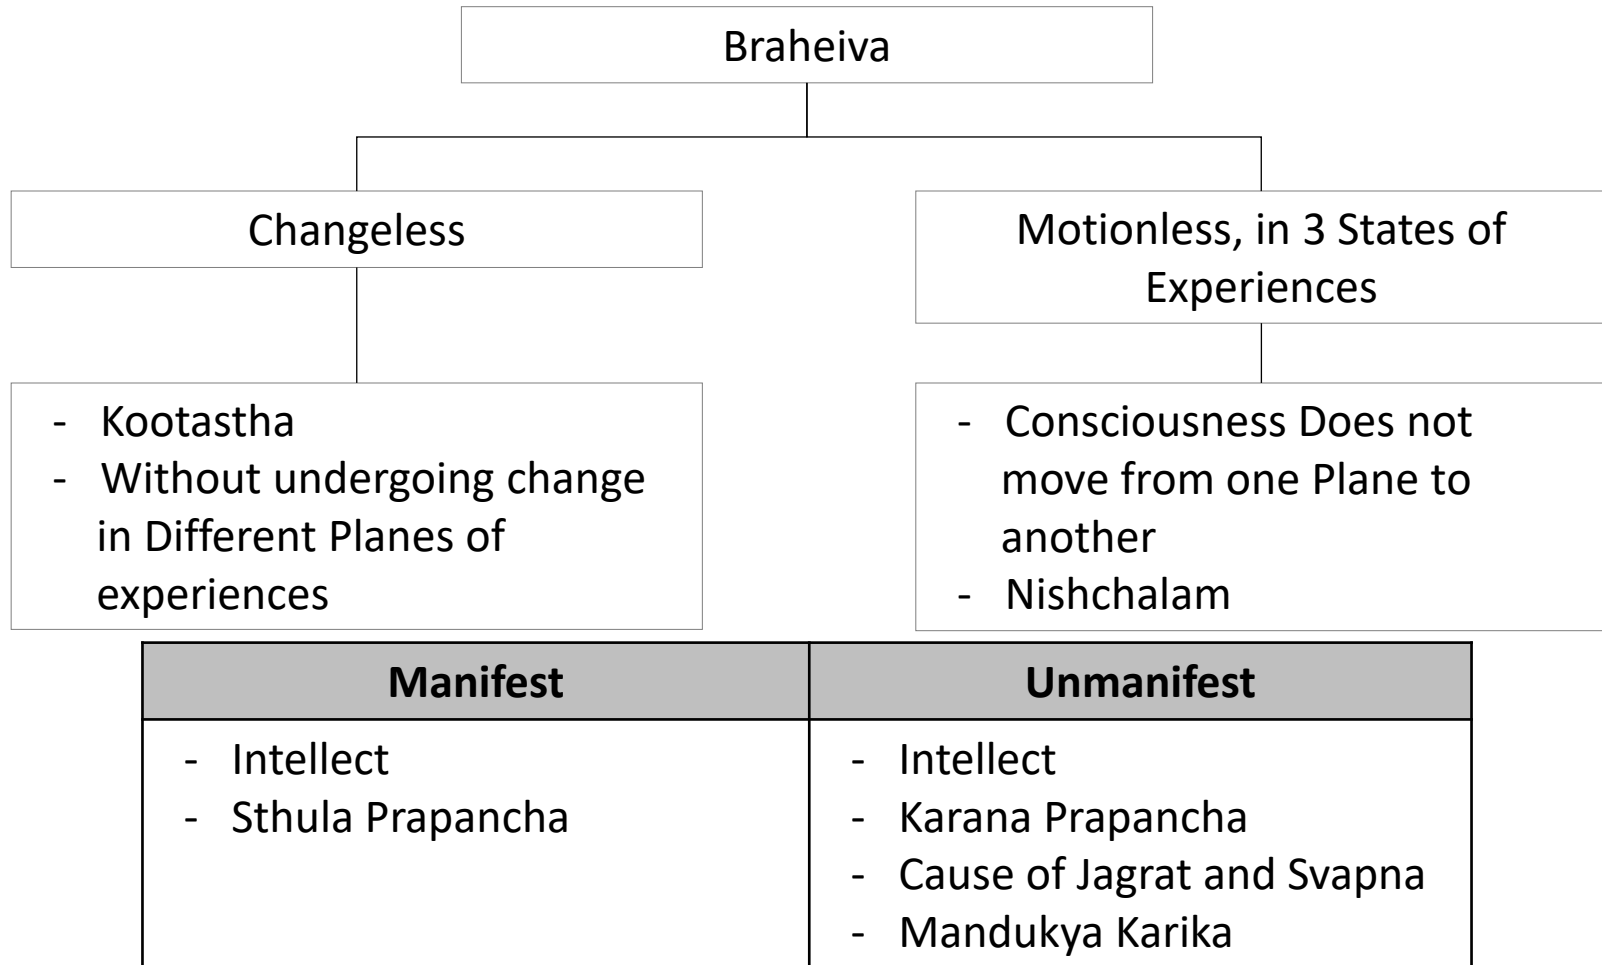 Braheiva
Changeless
Motionless, in 3 States of
Experiences
- Kootastha
- Without undergoing change
in Different Planes of
experiences
- Consciousness Does not
move from one Plane to
another
- Nishchalam
Manifest
Unmanifest
- Intellect
- Sthula Prapancha
- Intellect
- Karana Prapancha
- Cause of Jagrat and Svapna
- Mandukya Karika